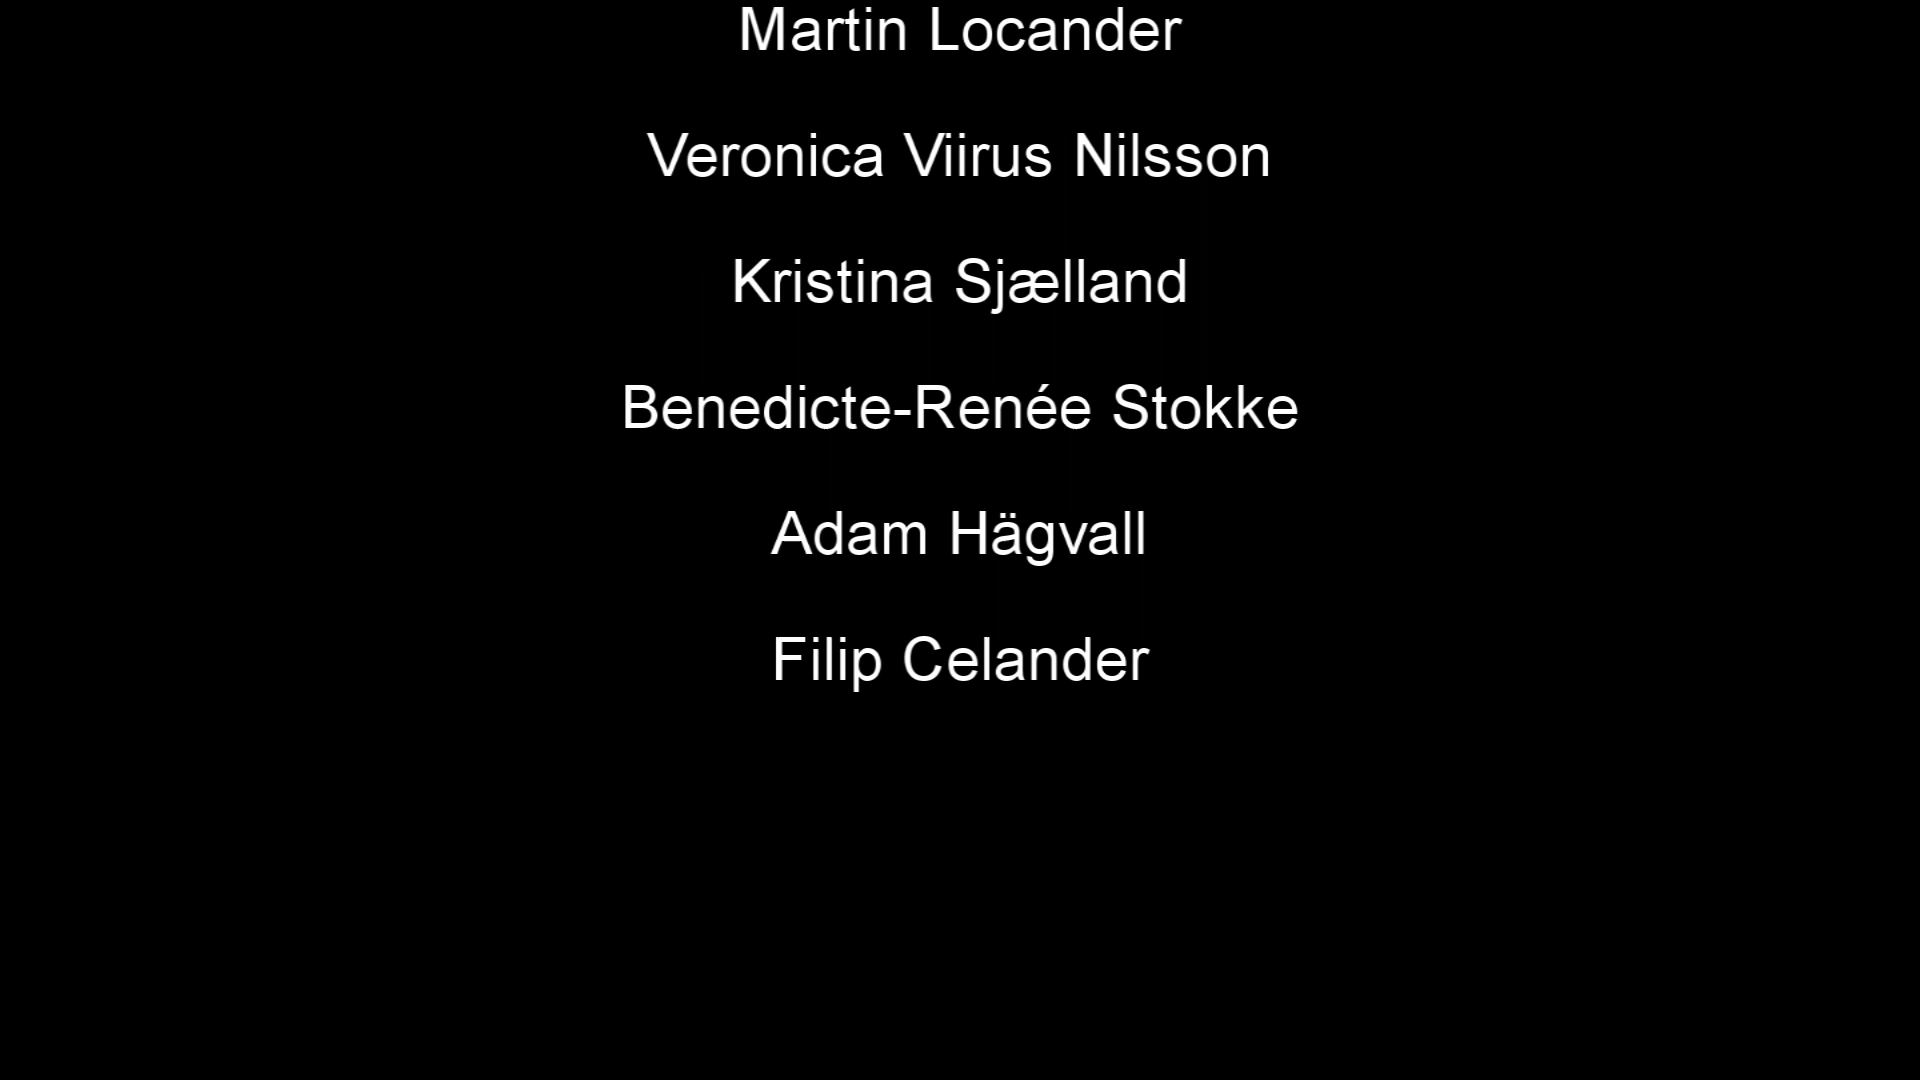 Martin Locander
Veronica Viirus Nilsson
Kristina Sjælland
Benedicte-Renée Stokke
Adam Hägvall
Filip Celander